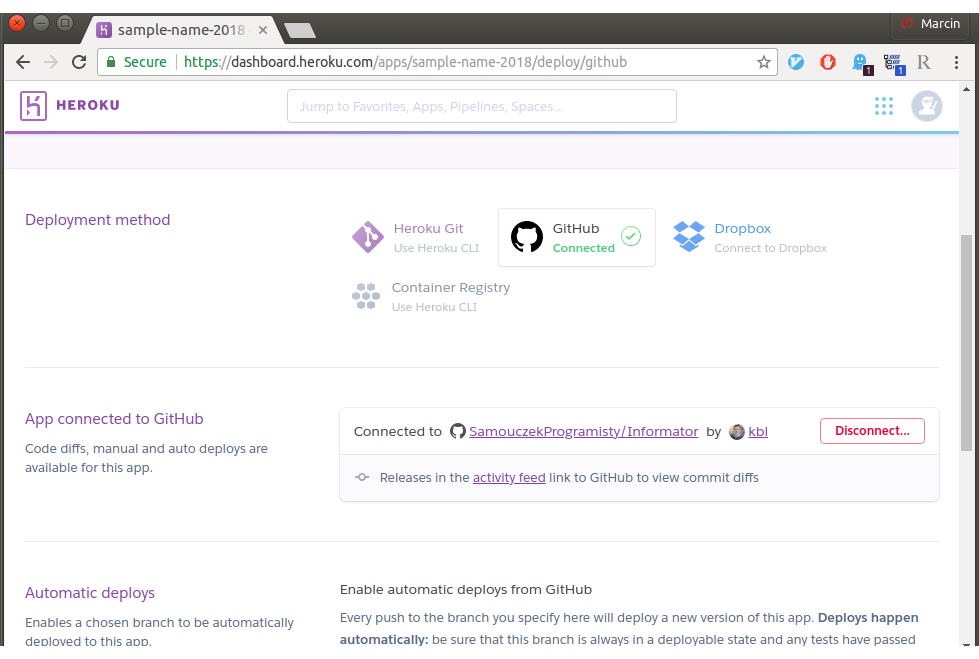 sample-name-2018
Marcin
Secure
https://dashboard.heroku.com/apps/sample-name-2018/deploy/github
1
1
R
HEROKU
Jump to Favorites, Apps, Pipelines, Spaces...
Deployment method
Heroku Git
Use Heroku CLI
GitHub
Connected
Dropbox
Connect to Dropbox
Container Registry
Use Heroku CLI
App connected to GitHub
Code diffs, manual and auto deploys are
available for this app.
Connected to SamouczekProgramisty/Informator by kbl
Disconnect...
Releases in the activity feed link to GitHub to view commit diffs
Automatic deploys
Enables a chosen branch to be automatically
deployed to this app.
Enable automatic deploys from GitHub
Every push to the branch you specify here will deploy a new version of this app. Deploys happen
automatically: be sure that this branch is always in a deployable state and any tests have passed